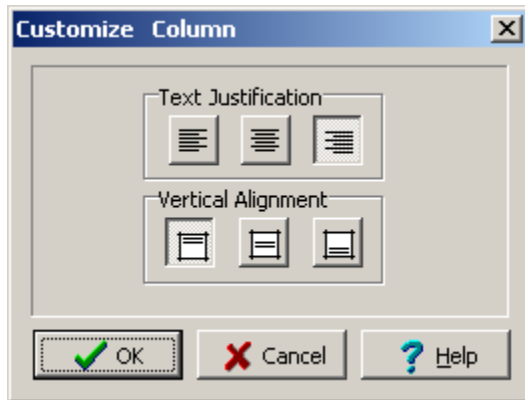 Customize Column
Text Justification
Vertical Alignment
OK Cancel Help